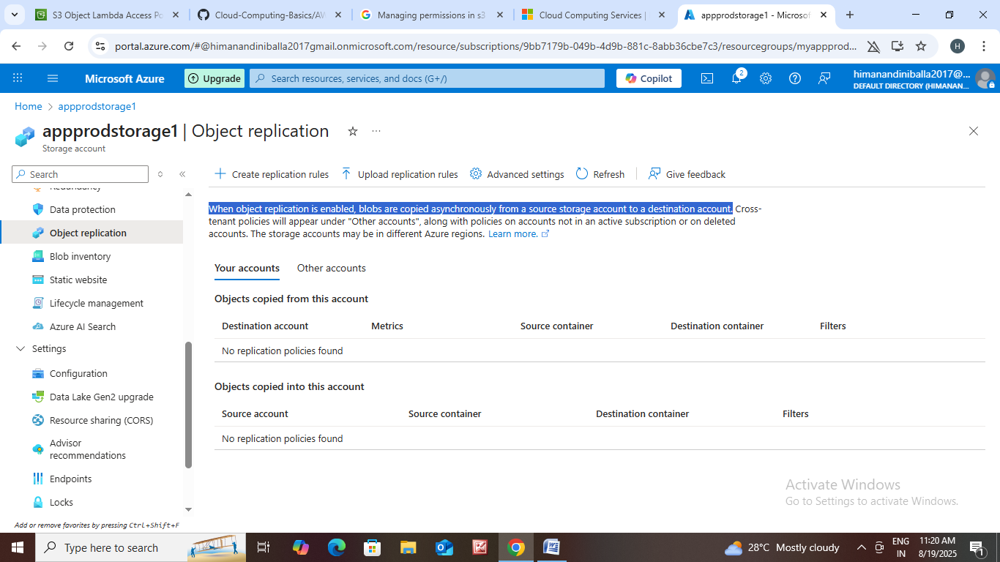 S3 Object Lambda Access Po
Cloud-Computing-Basics/AW
Managing permissions in s3
Cloud Computing Services |
appprodstorage1 - Microsof
portal.azure.com/#@himanandiniballa2017gmail.onmicrosoft.com/resource/subscriptions/9bb7179b-049b-4d9b-881c-8abb36cbe7c3/resourcegroups/myappprod...
H
Microsoft Azure
Upgrade
Search resources, services, and docs (G+/)
Copilot
2
himanandiniballa2017@...
DEFAULT DIRECTORY (HIMANAN...
Home > appprodstorage1
appprodstorage1 | Object replication
Storage account
Search
Redundancy
Data protection
Object replication
Blob inventory
Static website
Lifecycle management
Azure AI Search
Settings
Configuration
Data Lake Gen2 upgrade
Resource sharing (CORS)
Advisor
recommendations
Endpoints
Locks
Add or remove favorites by pressing Ctrl+Shift+F
Create replication rules
Upload replication rules
Advanced settings
Refresh
Give feedback
When object replication is enabled, blobs are copied asynchronously from a source storage account to a destination account. Cross-
tenant policies will appear under "Other accounts", along with policies on accounts not in an active subscription or on deleted
accounts. The storage accounts may be in different Azure regions. Learn more.
Your accounts
Other accounts
Objects copied from this account
Destination account Metrics Source container Destination container Filters
No replication policies found
Objects copied into this account
Source account Source container Destination container Filters
No replication policies found
Activate Windows
Go to Settings to activate Windows.
Type here to search
28°C Mostly cloudy
ENG
IN
11:20 AM
8/19/2025
1